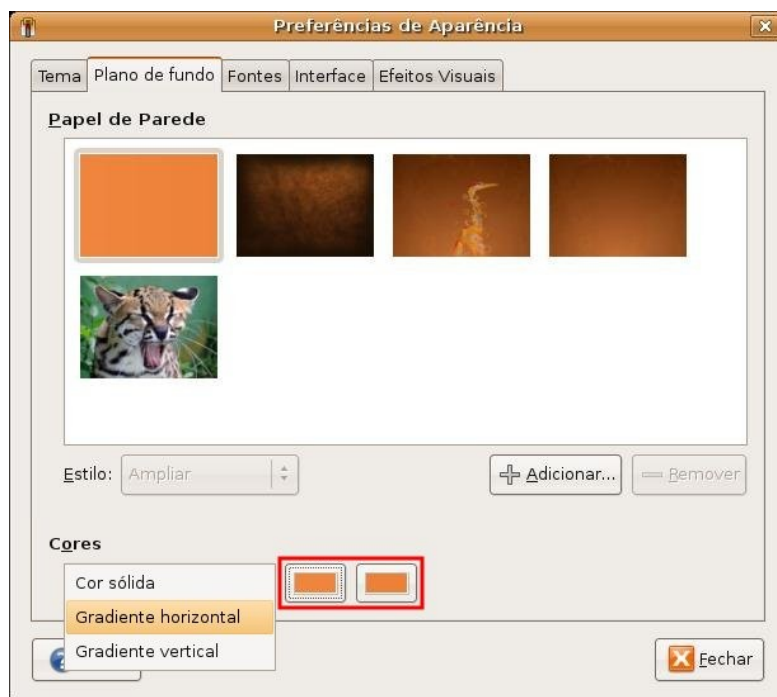 Preferências de Aparência
Tema Plano de fundo Fontes Interface Efeitos Visuais
Papel de Parede
Estilo: Ampliar Adicionar... Remover
Cores
Cor sólida
Gradiente horizontal
Gradiente vertical
Fechar